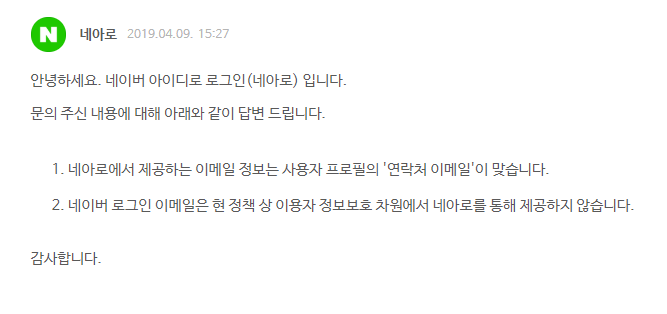 N 네아로 2019.04.09. 15:27
안녕하세요. 네이버 아이디로 로그인(네아로) 입니다.
문의 주신 내용에 대해 아래와 같이 답변 드립니다.
1. 네아로에서 제공하는 이메일 정보는 사용자 프로필의 '연락처 이메일'이 맞습니다.
2. 네이버 로그인 이메일은 현 정책 상 이용자 정보보호 차원에서 네아로를 통해 제공하지 않습니다.
감사합니다.